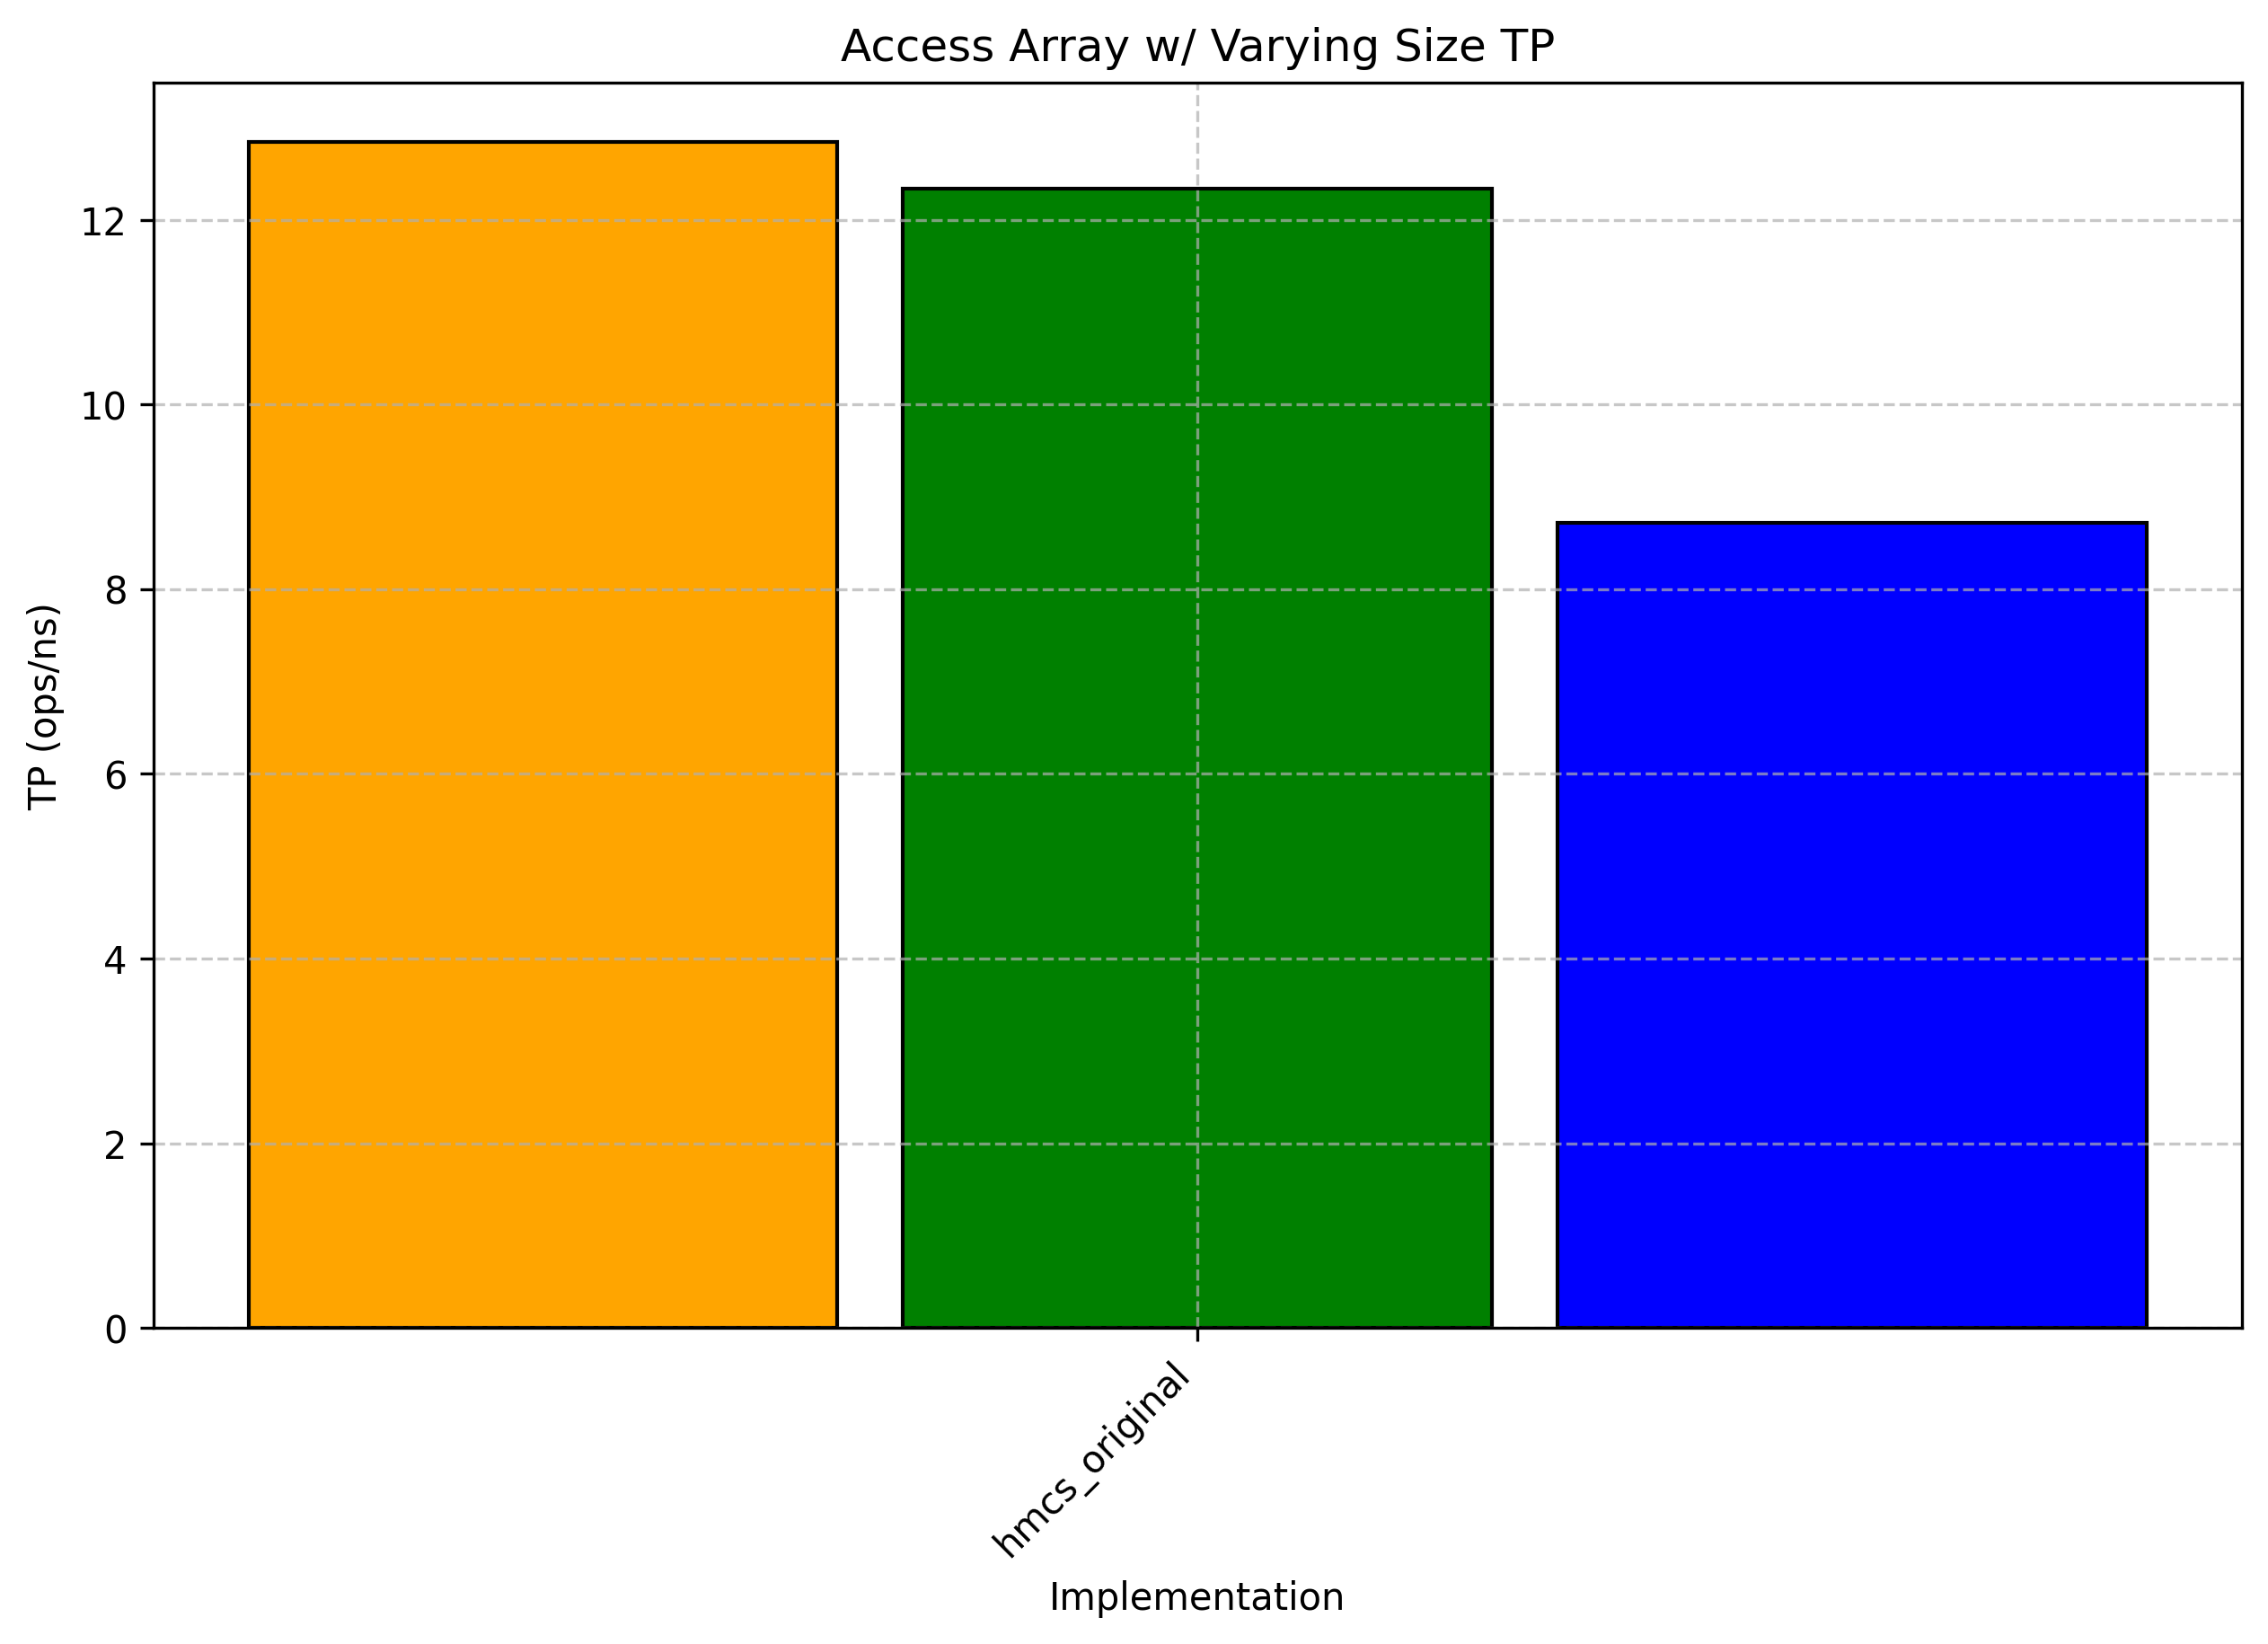 Access Array w/ Varying Size TP
12
10
8
6
4
2
0
TP (ops/ns)
hmcs_original
Implementation